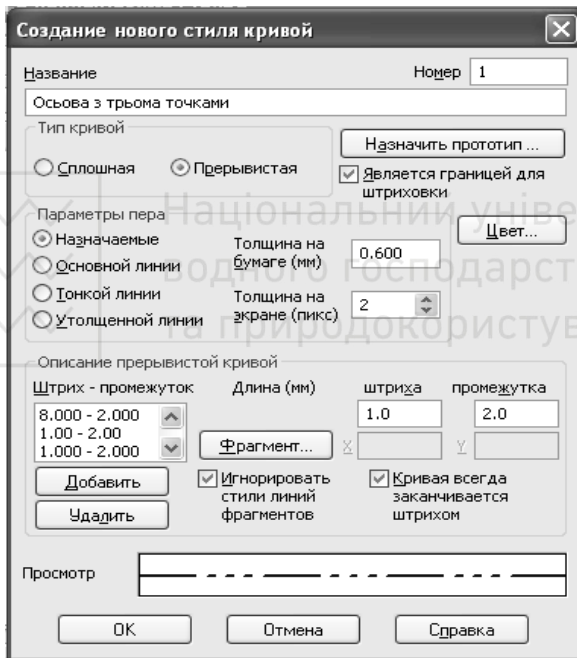 Создание нового стиля кривой
Название
Номер 1
Осьова з трьома точками
Тип кривой
Сплошная Прерывистая
Назначить прототип ...
Является границей для
штриховки
Параметры пера
Назначаемые
Основной линии
Тонкой линии
Утолщенной линии
Толщина на
бумаге (мм)
0.600
Толщина на
экране (пикс)
2
Цвет...
Національний уніве
водного господарст
та природокористув
Описание прерывистой кривой
Штрих - промежуток
Длина (мм)
штриха
промежутка
8.000 - 2.000
1.00 - 2.00
1.000 - 2.000
1.0
2.0
Фрагмент...
X
Y
Добавить
Удалить
Игнорировать
стили линий
фрагментов
Кривая всегда
заканчивается
штрихом
Просмотр
OK
Отмена
Справка